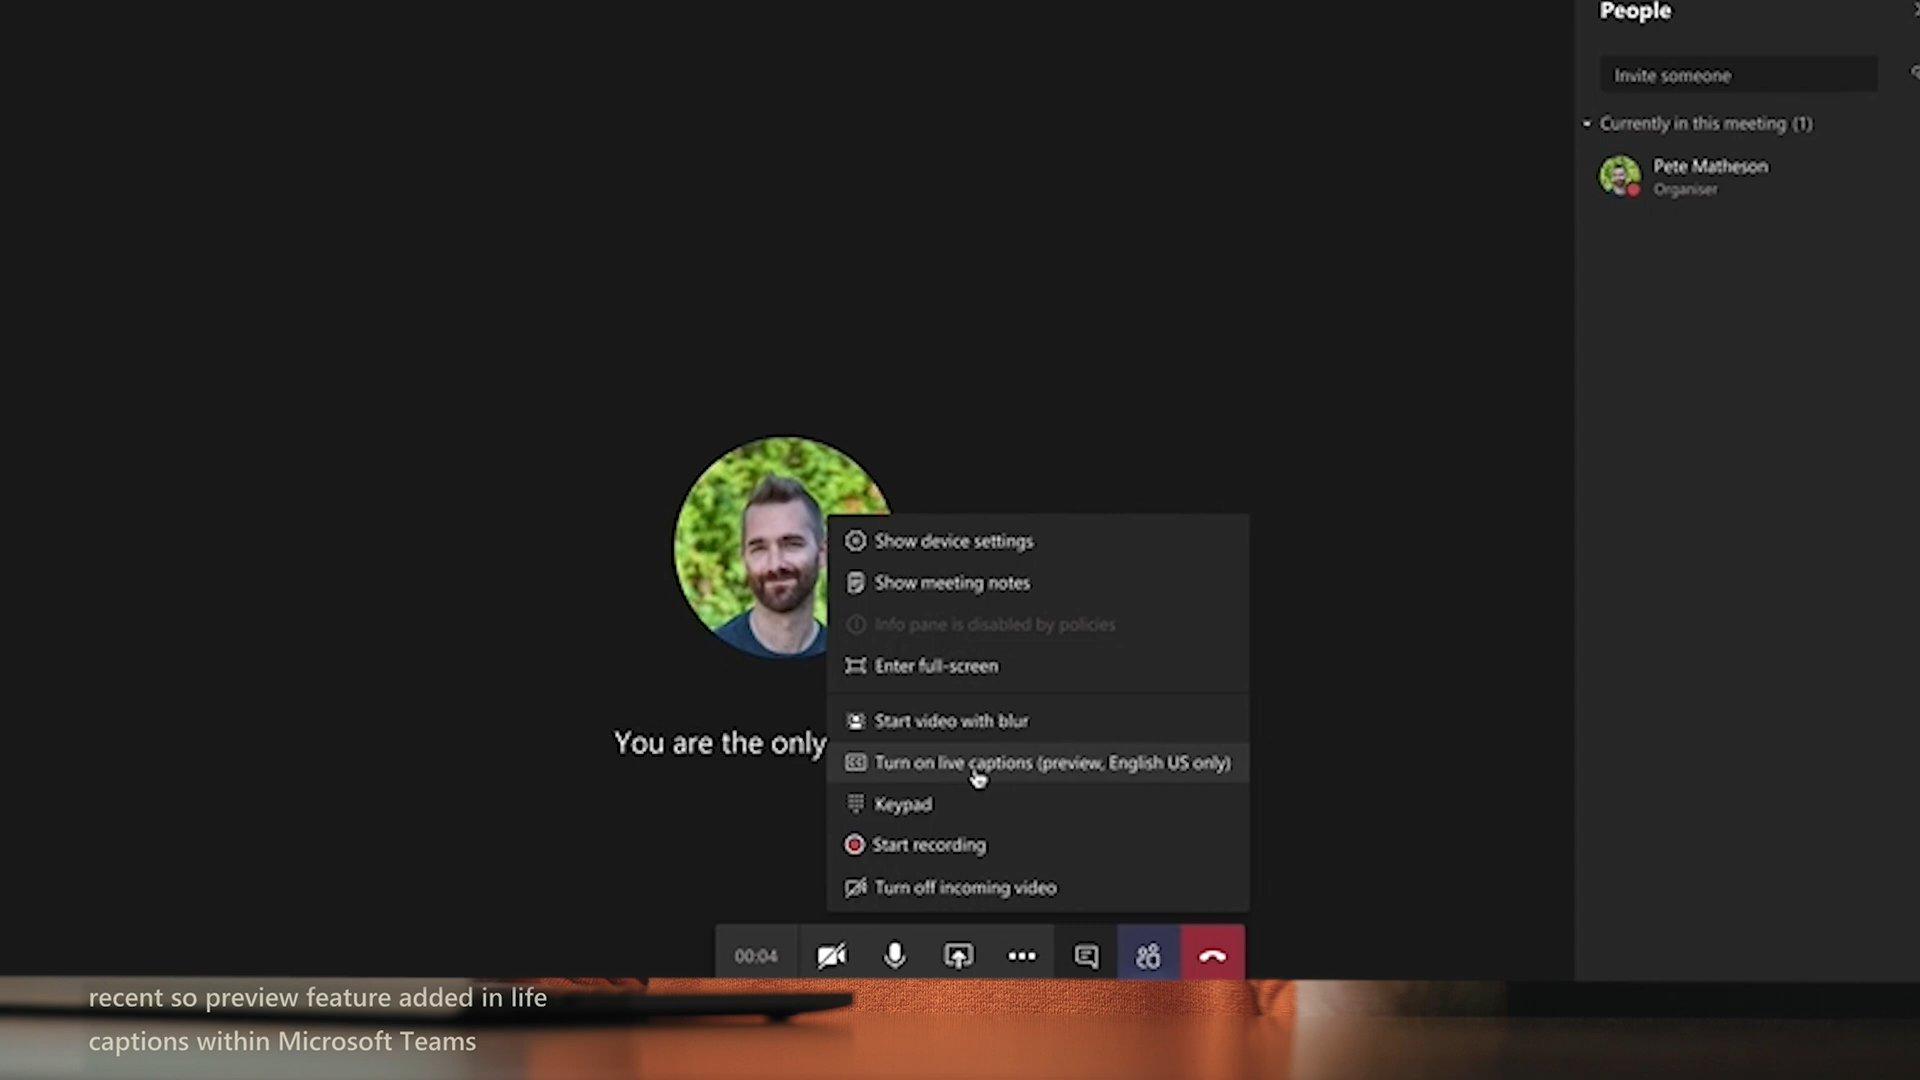 People
Invite someone
Currently in this meeting (1)
Pete Matheson
Organiser
Show device settings
Show meeting notes
Info pane is disabled by policies
Enter full-screen
You are the only
Start video with blur
Turn on live captions (preview, English US only)
Keypad
Start recording
Turn off incoming video
00:04
recent so preview feature added in life
captions within Microsoft Teams